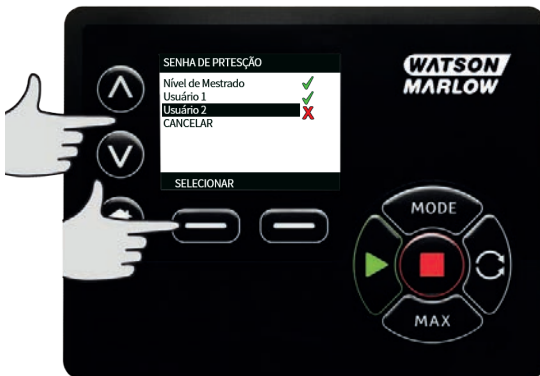 SENHA DE PRTESÇÃO
Nível de Mestrado
Usuário 1
Usuário 2
CANCELAR
SELECIONAR
WATSON
MARLOW
MODE
MAX